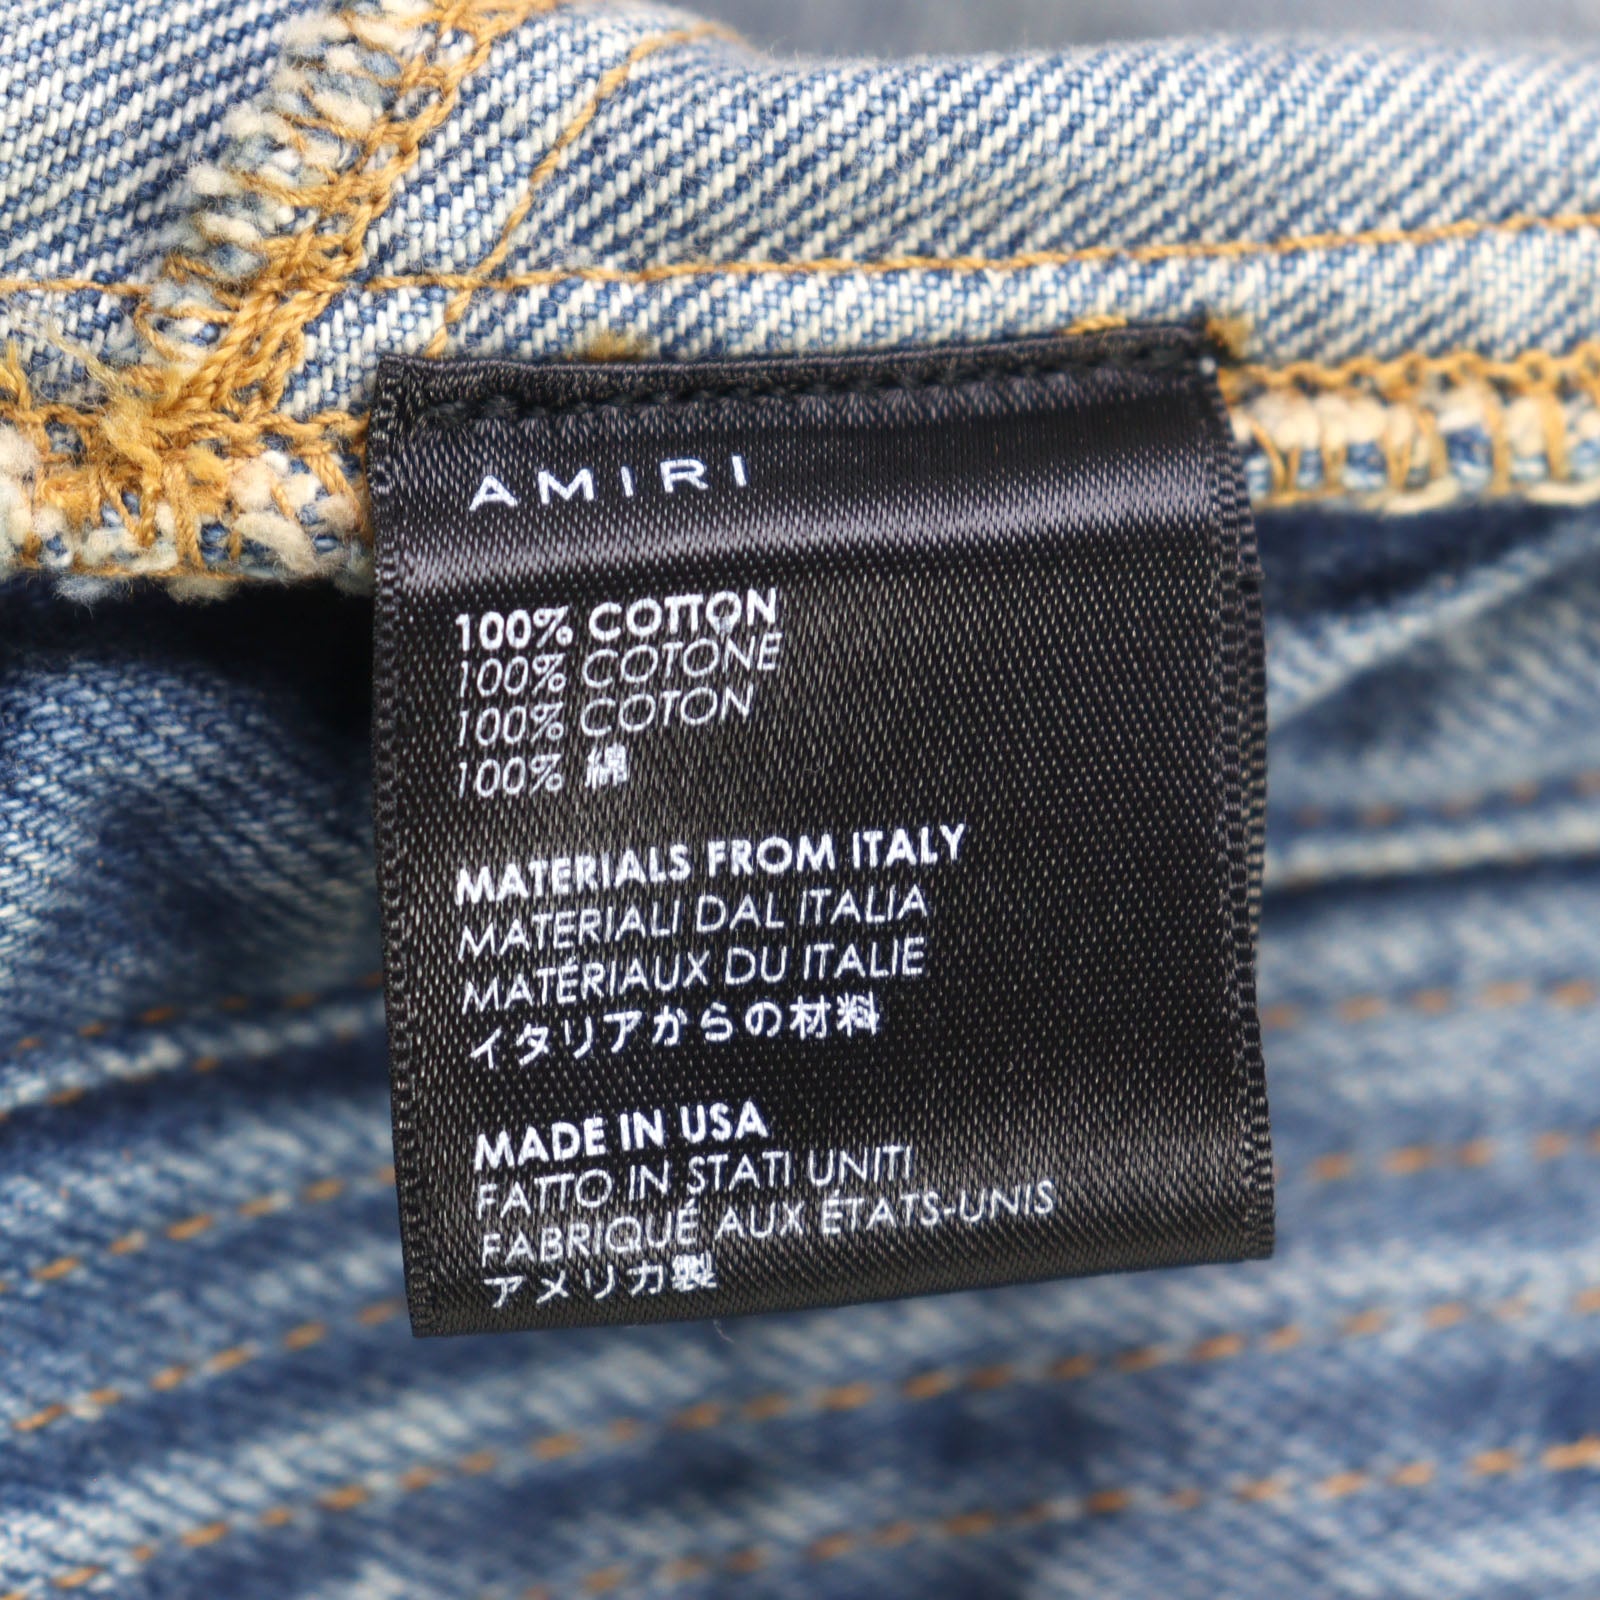 AMIRI
100% COTTON
100% COTONE
100% COTON
100% 綿
MATERIALS FROM ITALY
MATERIALI DAL ITALIA
MATÉRIAUX DU ITALIE
イタリアからの材料
MADE IN USA
FATTO IN STATI UNITI
FABRIQUÉ AUX ÉTATS-UNIS
アメリカ製